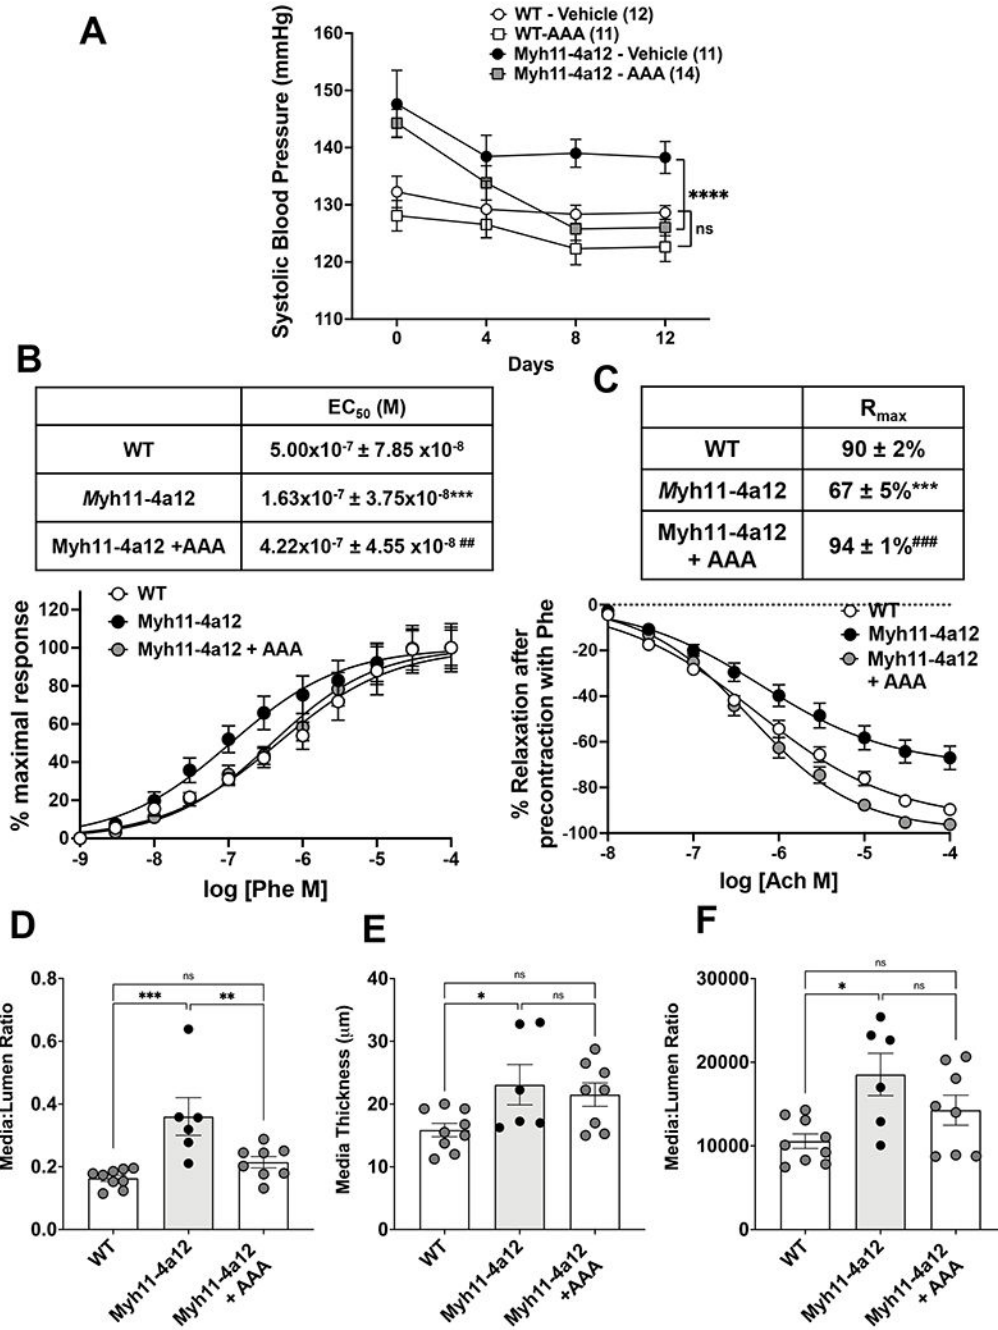 A
WT - Vehicle (12)
WT-AAA (11)
Myh11-4a12 - Vehicle (11)
Myh11-4a12 - AAA (14)
Systolic Blood Pressure (mmHg)
160
150
140
130
120
110
****
ns
0 4 8 12
Days
B
EC50 (M)
WT 5.00x10-7 ± 7.85 x10-8
Myh11-4a12 1.63x10-7 ± 3.75x10-8***
Myh11-4a12 +AAA 4.22x10-7 ± 4.55 x10-8 ##
WT
Myh11-4a12
Myh11-4a12 + AAA
% maximal response
120
100
80
60
40
20
0
-9 -8 -7 -6 -5 -4
log [Phe M]
C
Rmax
WT 90 ± 2%
Myh11-4a12 67 ± 5%***
Myh11-4a12
+ AAA
94 ± 1%###
WT
Myh11-4a12
Myh11-4a12
+ AAA
% Relaxation after
precontraction with Phe
0
-20
-40
-60
-80
-100
-8 -7 -6 -5 -4
log [Ach M]
D
Media:Lumen Ratio
0.8
0.6
0.4
0.2
0.0
ns
*** **
WT
Myh11-4a12
Myh11-4a12
+ AAA
E
Media Thickness (μm)
40
30
20
10
0
ns
* ns
WT
Myh11-4a12
Myh11-4a12
+AAA
F
Media:Lumen Ratio
30000
20000
10000
0
ns
* ns
WT
Myh11-4a12
Myh11-4a12
+ AAA